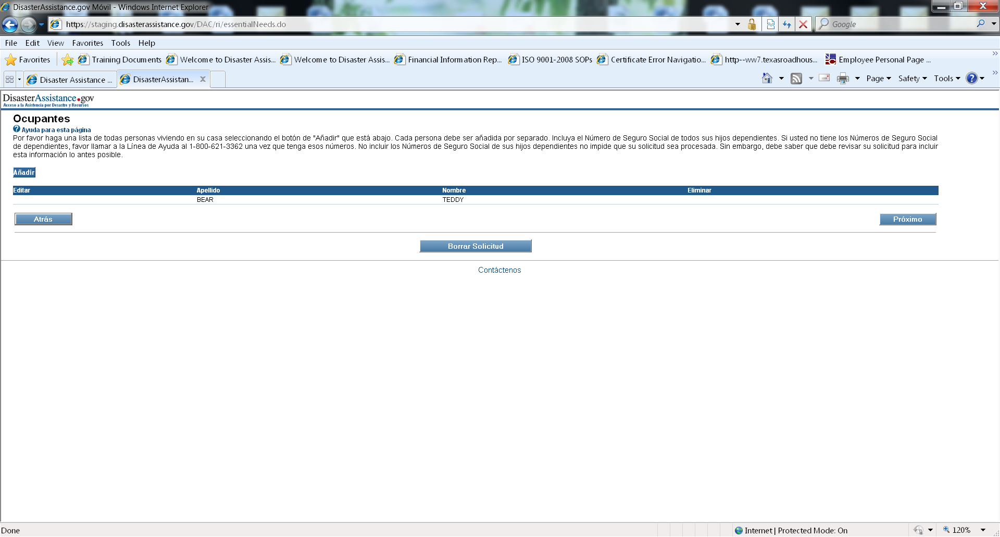 DisasterAssistance.gov Móvil - Windows Internet Explorer
https://staging.disasterassistance.gov/DAC/ri/essentialNeeds.do
Google
File Edit View Favorites Tools Help
Favorites Training Documents Welcome to Disaster Assis... Welcome to Disaster Assis... Financial Information Rep... ISO 9001-2008 SOPs Certificate Error Navigatio... http--ww7.texasroadhous... Employee Personal Page ...
Disaster Assistance ... DisasterAssistan... Page Safety Tools
DisasterAssistance.gov
Acceso a la Asistencia por Desastre y Recursos
Ocupantes
Ayuda para esta página
Por favor haga una lista de todas personas viviendo en su casa seleccionando el botón de "Añadir" que está abajo. Cada persona debe ser añadida por separado. Incluya el Número de Seguro Social de todos sus hijos dependientes. Si usted no tiene los Números de Seguro Social
de dependientes, favor llamar a la Línea de Ayuda al 1-800-621-3362 una vez que tenga esos números. No incluir los Números de Seguro Social de sus hijos dependientes no impide que su solicitud sea procesada. Sin embargo, debe saber que debe revisar su solicitud para incluir
esta información lo antes posible.
Añadir
Editar Apellido Nombre Eliminar
BEAR TEDDY
Atrás Próximo
Borrar Solicitud
Contáctenos
Done Internet | Protected Mode: On 120%